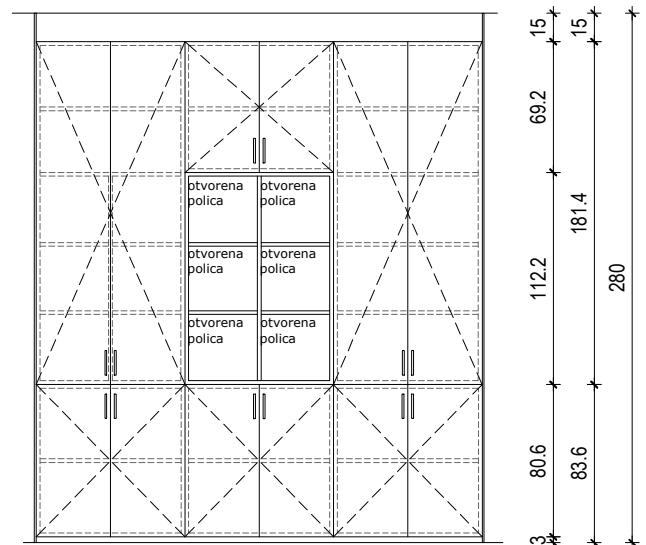 15
15
69.2
otvorena
polica
otvorena
polica
181.4
otvorena
polica
otvorena
polica
112.2
280
otvorena
polica
otvorena
polica
80.6
83.6
3